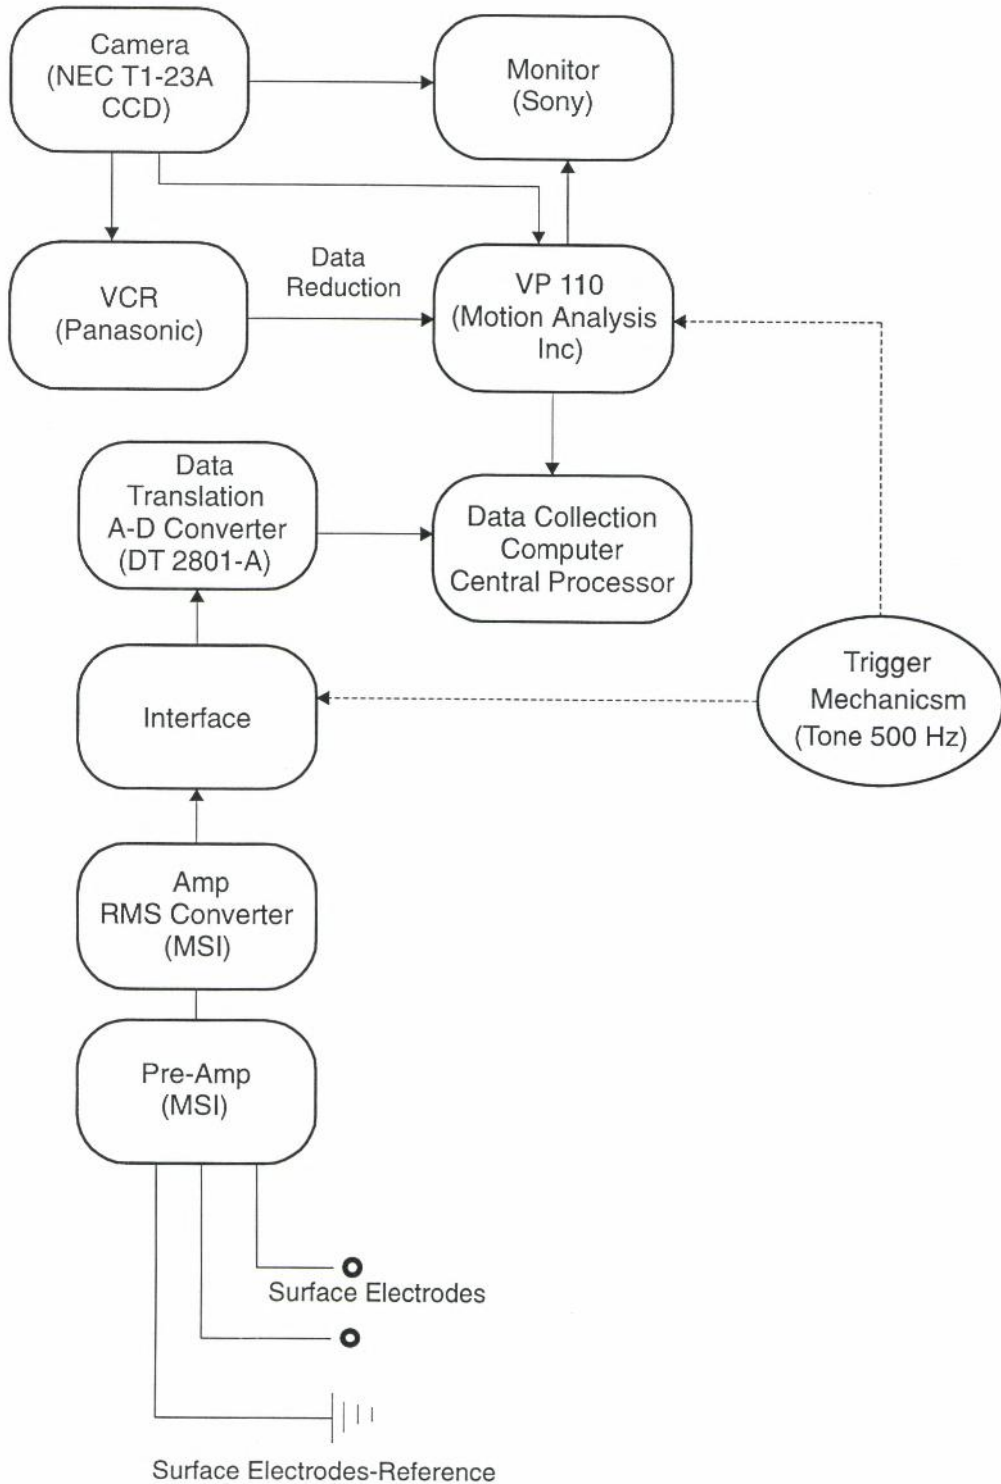 Camera
(NEC T1-23A
CCD)
Monitor
(Sony)
VCR
(Panasonic)
Data
Reduction
VP 110
(Motion Analysis
Inc)
Data
Translation
A-D Converter
(DT 2801-A)
Data Collection
Computer
Central Processor
Interface
Trigger
Mechanicsm
(Tone 500 Hz)
Amp
RMS Converter
(MSI)
Pre-Amp
(MSI)
Surface Electrodes
Surface Electrodes-Reference